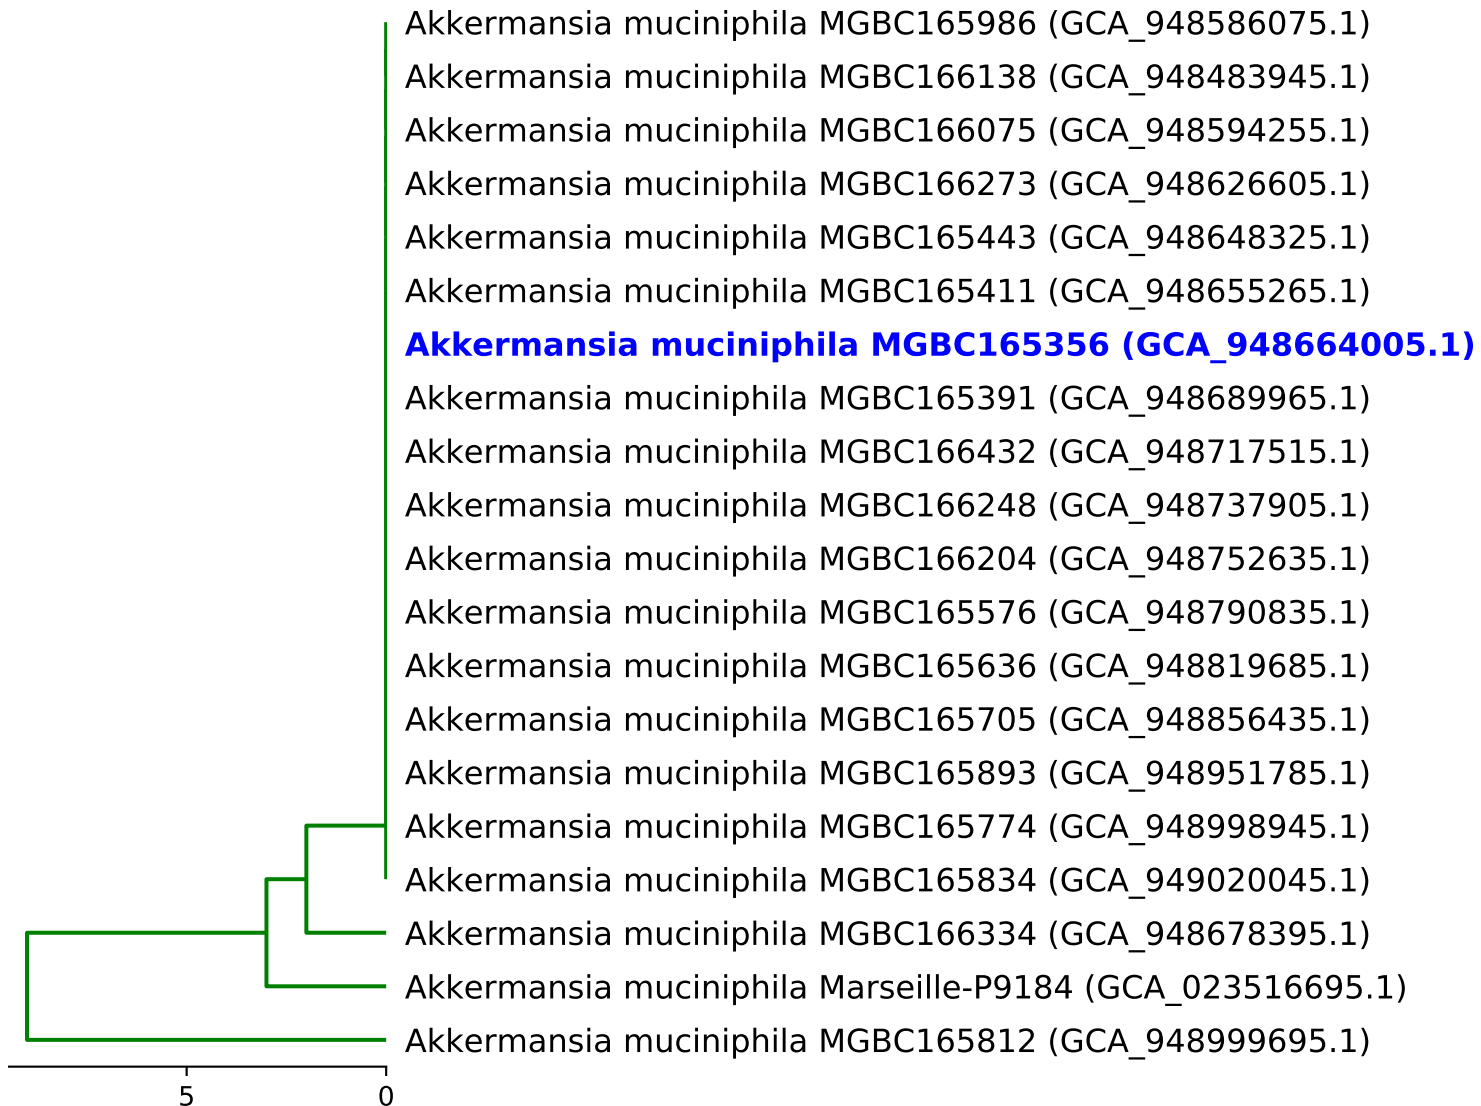 Akkermansia muciniphila MGBC165986 (GCA_948586075.1)
Akkermansia muciniphila MGBC166138 (GCA_948483945.1)
Akkermansia muciniphila MGBC166075 (GCA_948594255.1)
Akkermansia muciniphila MGBC166273 (GCA_948626605.1)
Akkermansia muciniphila MGBC165443 (GCA_948648325.1)
Akkermansia muciniphila MGBC165411 (GCA_948655265.1)
Akkermansia muciniphila MGBC165356 (GCA_948664005.1)
Akkermansia muciniphila MGBC165391 (GCA_948689965.1)
Akkermansia muciniphila MGBC166432 (GCA_948717515.1)
Akkermansia muciniphila MGBC166248 (GCA_948737905.1)
Akkermansia muciniphila MGBC166204 (GCA_948752635.1)
Akkermansia muciniphila MGBC165576 (GCA_948790835.1)
Akkermansia muciniphila MGBC165636 (GCA_948819685.1)
Akkermansia muciniphila MGBC165705 (GCA_948856435.1)
Akkermansia muciniphila MGBC165893 (GCA_948951785.1)
Akkermansia muciniphila MGBC165774 (GCA_948998945.1)
Akkermansia muciniphila MGBC165834 (GCA_949020045.1)
Akkermansia muciniphila MGBC166334 (GCA_948678395.1)
Akkermansia muciniphila Marseille-P9184 (GCA_023516695.1)
Akkermansia muciniphila MGBC165812 (GCA_948999695.1)
5 0